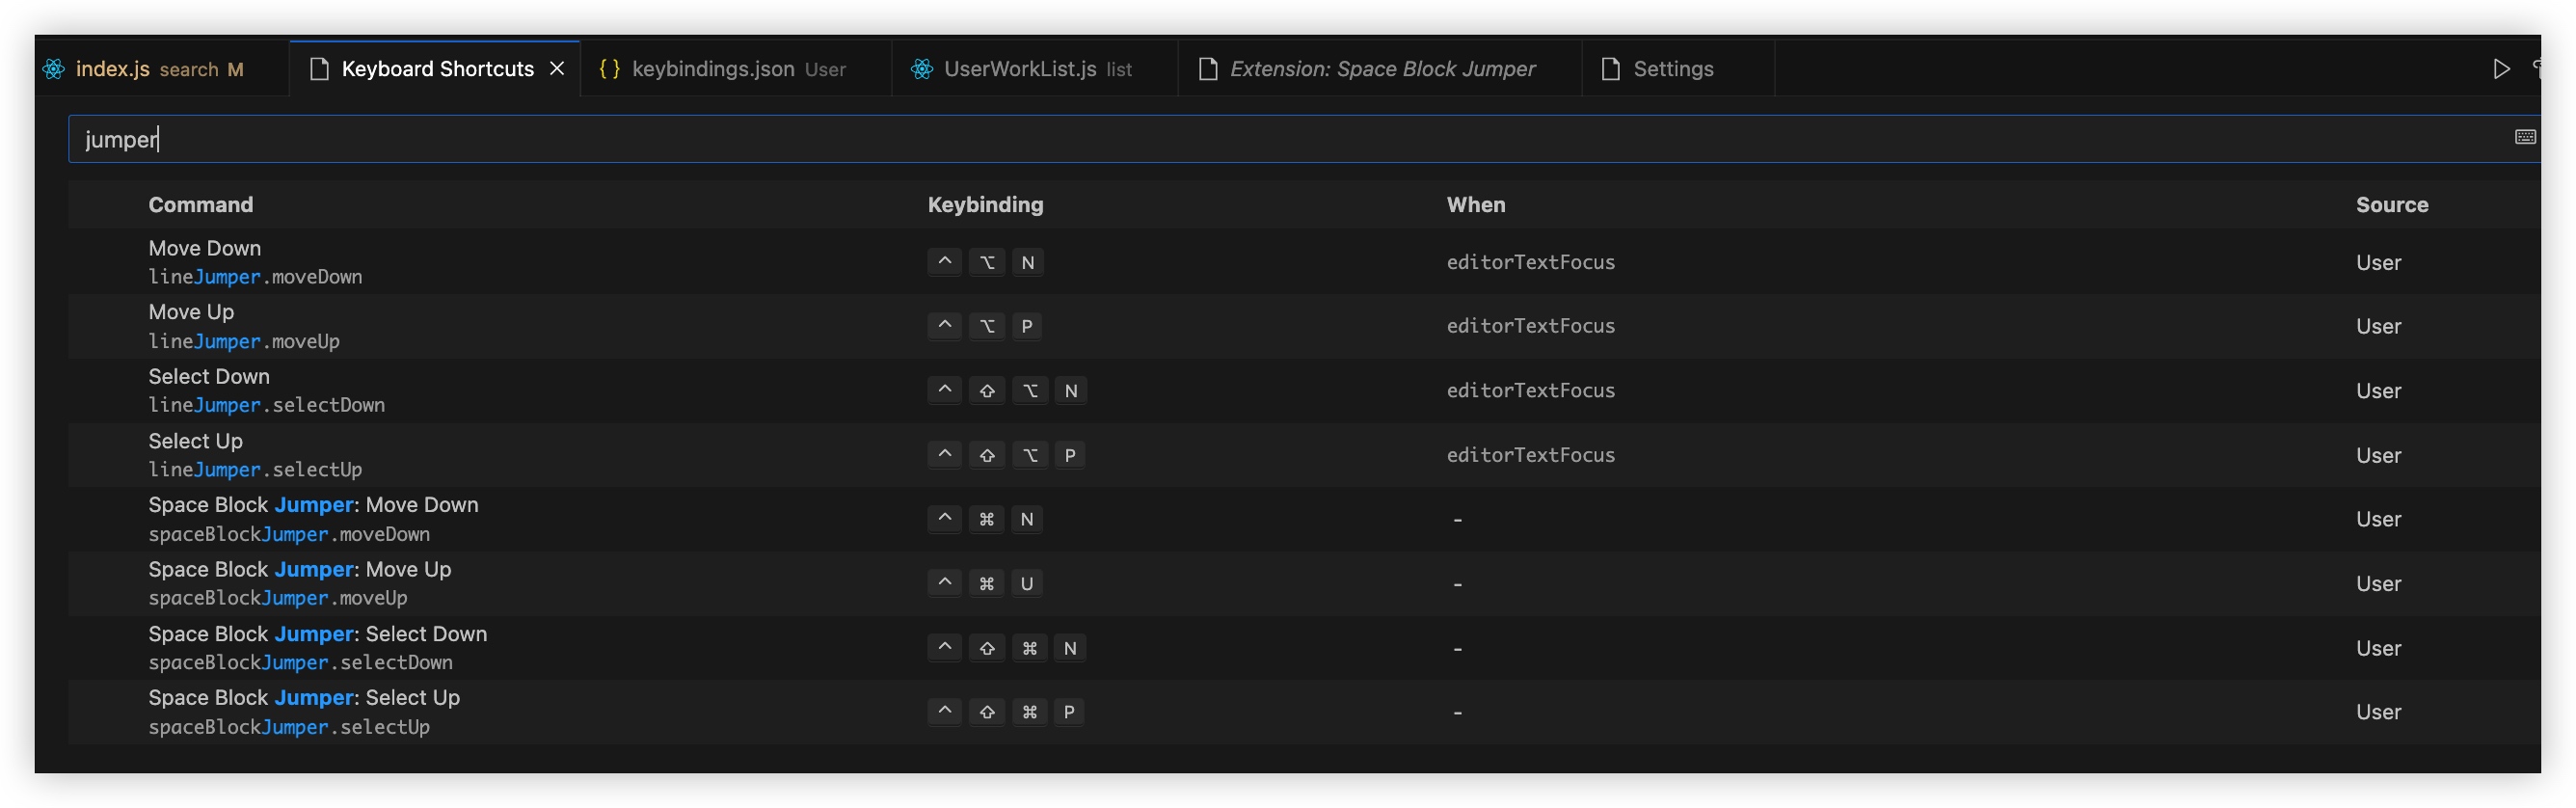 index.js search M Keyboard Shortcuts keybindings.json User UserWorkList.js list Extension: Space Block Jumper Settings
jumper
Command Keybinding When Source
Move Down
lineJumper.moveDown
⌃ ⌥ N editorTextFocus User
Move Up
lineJumper.moveUp
⌃ ⌥ P editorTextFocus User
Select Down
lineJumper.selectDown
⌃ ⇧ ⌥ N editorTextFocus User
Select Up
lineJumper.selectUp
⌃ ⇧ ⌥ P editorTextFocus User
Space Block Jumper: Move Down
spaceBlockJumper.moveDown
⌃ ⌘ N - User
Space Block Jumper: Move Up
spaceBlockJumper.moveUp
⌃ ⌘ U - User
Space Block Jumper: Select Down
spaceBlockJumper.selectDown
⌃ ⇧ ⌘ N - User
Space Block Jumper: Select Up
spaceBlockJumper.selectUp
⌃ ⇧ ⌘ P - User